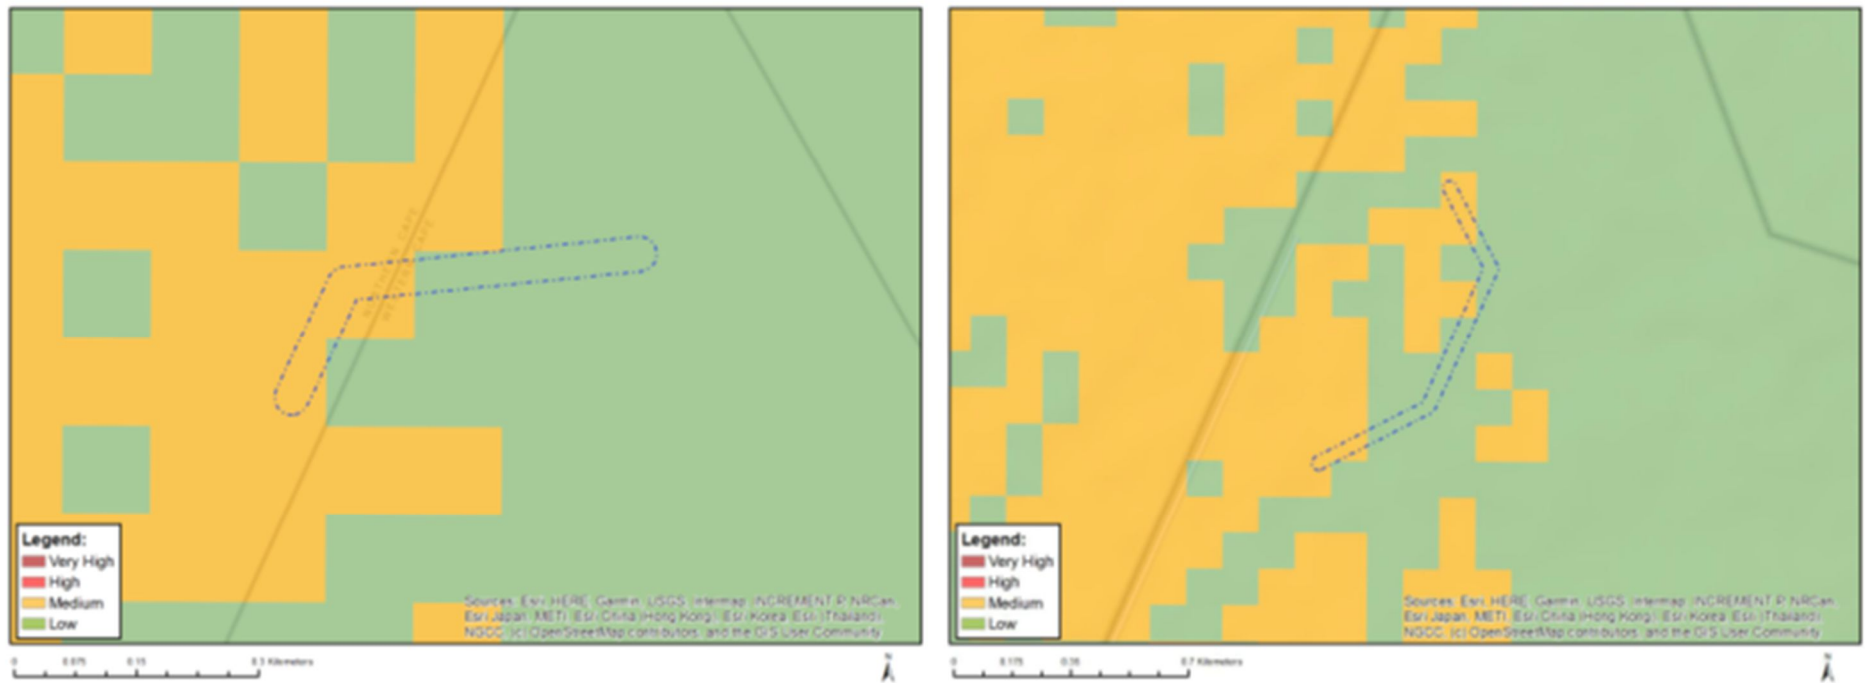 NORTHERN CAPE
WESTERN CAPE
Legend:
Very High
High
Medium
Low
Sources: Esri, HERE, Garmin, USGS, Intermap, INCREMENT P, NRCan,
Esri Japan, METI, Esri China (Hong Kong), Esri Korea, Esri (Thailand),
NGCC, (c) OpenStreetMap contributors, and the GIS User Community
0 0.075 0.15 0.3 Kilometers
N
Legend:
Very High
High
Medium
Low
Sources: Esri, HERE, Garmin, USGS, Intermap, INCREMENT P, NRCan,
Esri Japan, METI, Esri China (Hong Kong), Esri Korea, Esri (Thailand),
NGCC, (c) OpenStreetMap contributors, and the GIS User Community
0 0.175 0.35 0.7 Kilometers
N